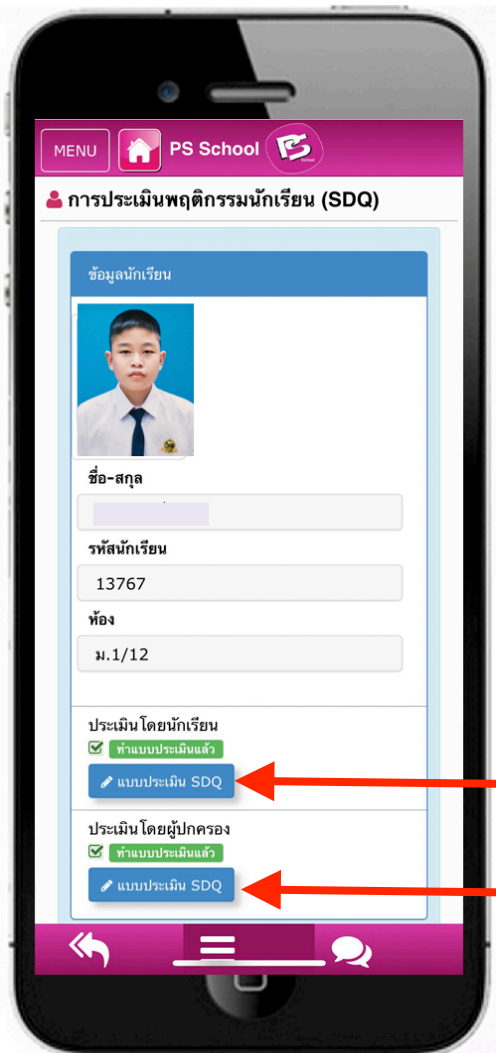 MENU PS School PS
การประเมินพฤติกรรมนักเรียน (SDQ)
ข้อมูลนักเรียน
ชื่อ-สกุล
รหัสนักเรียน
13767
ห้อง
ม.1/12
ประเมินโดยนักเรียน
ทำแบบประเมินแล้ว
แบบประเมิน SDQ
ประเมินโดยผู้ปกครอง
ทำแบบประเมินแล้ว
แบบประเมิน SDQ